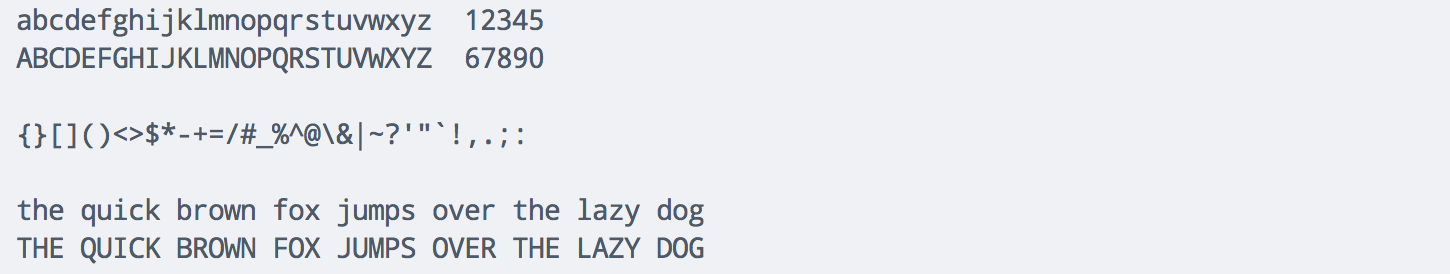 abcdefghijklmnopqrstuvwxyz  12345
ABCDEFGHIJKLMNOPQRSTUVWXYZ  67890
{}[]()<>$*-+=/#_%^@\&|~?'"`!,.;:
the quick brown fox jumps over the lazy dog
THE QUICK BROWN FOX JUMPS OVER THE LAZY DOG